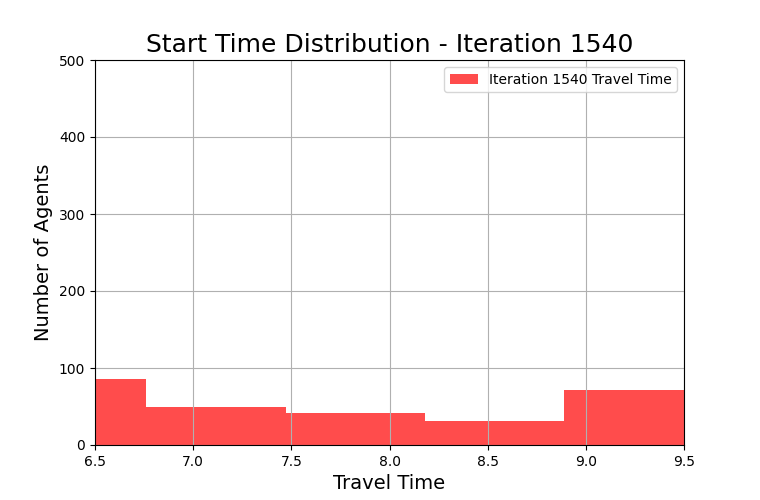 Start Time Distribution - Iteration 1540
500
400
300
200
100
0
Number of Agents
Iteration 1540 Travel Time
6.5 7.0 7.5 8.0 8.5 9.0 9.5
Travel Time